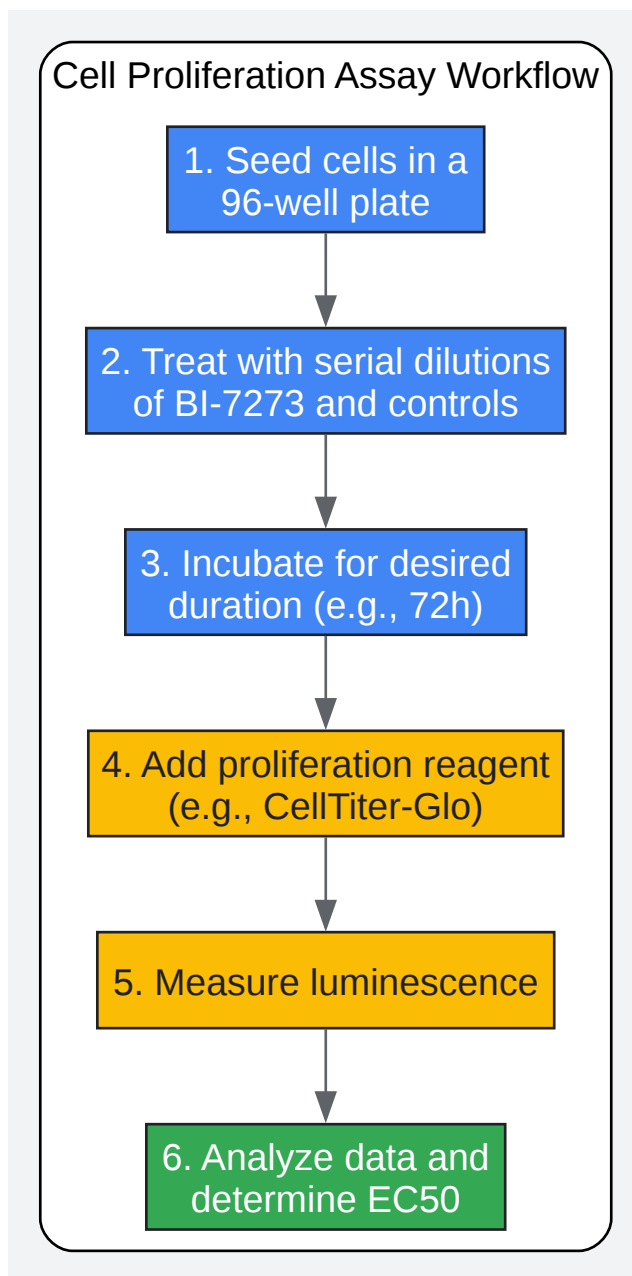 Cell Proliferation Assay Workflow
1. Seed cells in a
96-well plate
2. Treat with serial dilutions
of BI-7273 and controls
3. Incubate for desired
duration (e.g., 72h)
4. Add proliferation reagent
(e.g., CellTiter-Glo)
5. Measure luminescence
6. Analyze data and
determine EC50